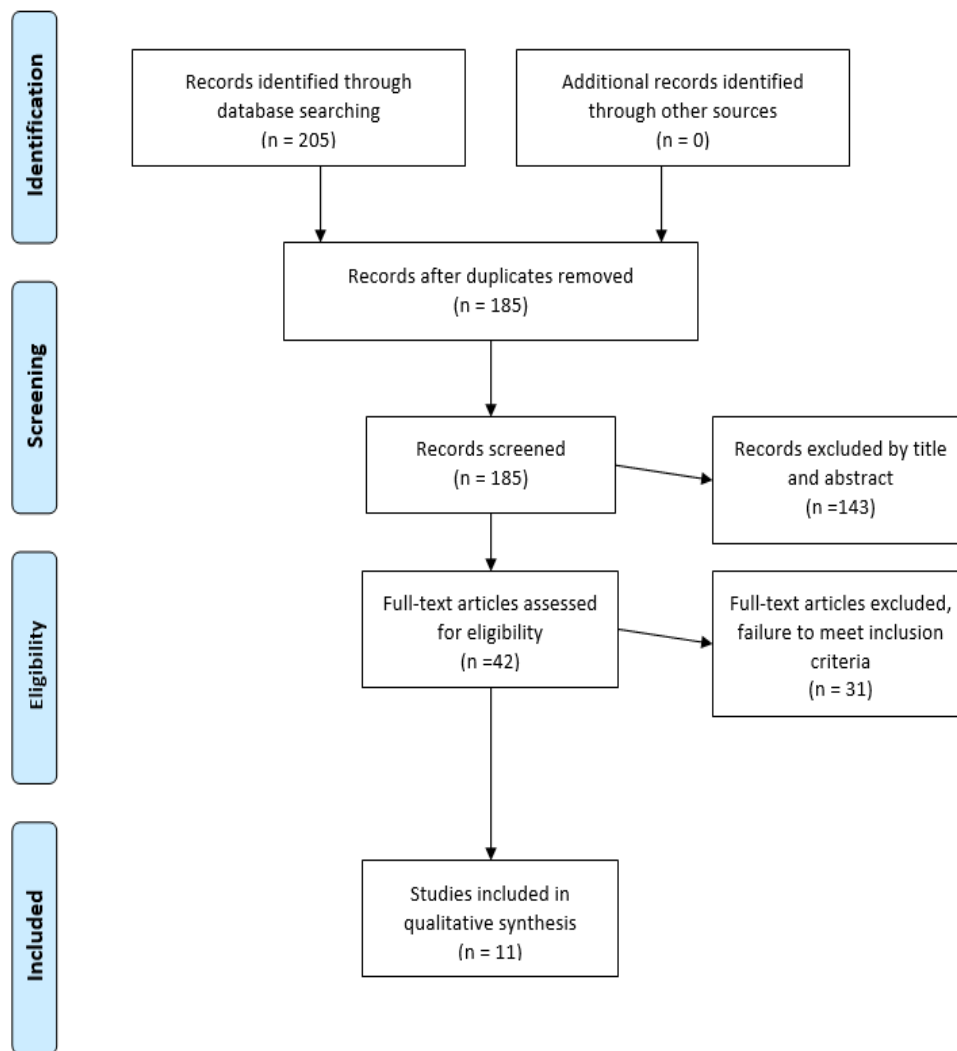 Identification
Records identified through
database searching
(n = 205)
Additional records identified
through other sources
(n = 0)
Records after duplicates removed
(n = 185)
Screening
Records screened
(n = 185)
Records excluded by title
and abstract
(n =143)
Eligibility
Full-text articles assessed
for eligibility
(n =42)
Full-text articles excluded,
failure to meet inclusion
criteria
(n = 31)
Included
Studies included in
qualitative synthesis
(n = 11)